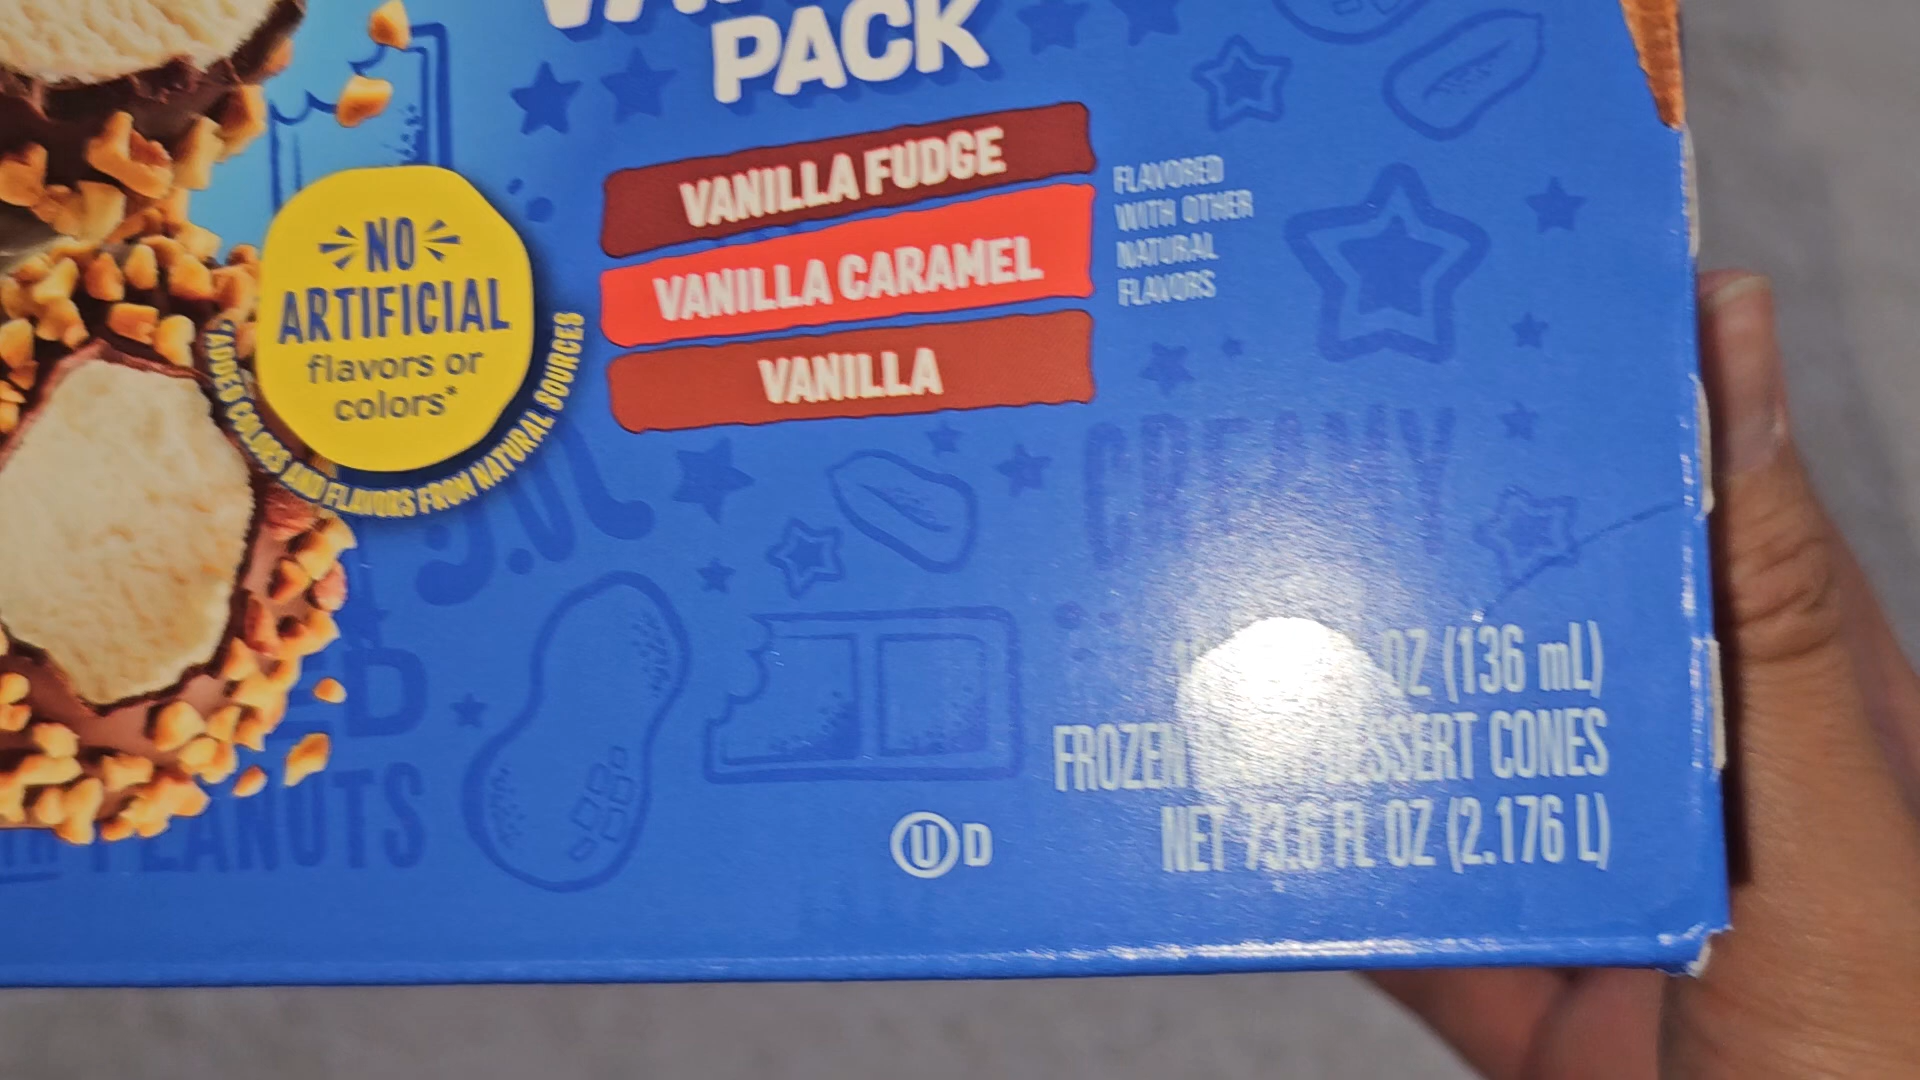 PACK
VANILLA FUDGE
VANILLA CARAMEL
VANILLA
FLAVORED
WITH OTHER
NATURAL
FLAVORS
NO
ARTIFICIAL
flavors or
colors*
*ADDED COLORS AND FLAVORS FROM NATURAL SOURCES
CREAMY
PEANUTS
OZ (136 mL)
FROZEN DESSERT CONES
NET 73.6 FL OZ (2.176 L)
U D